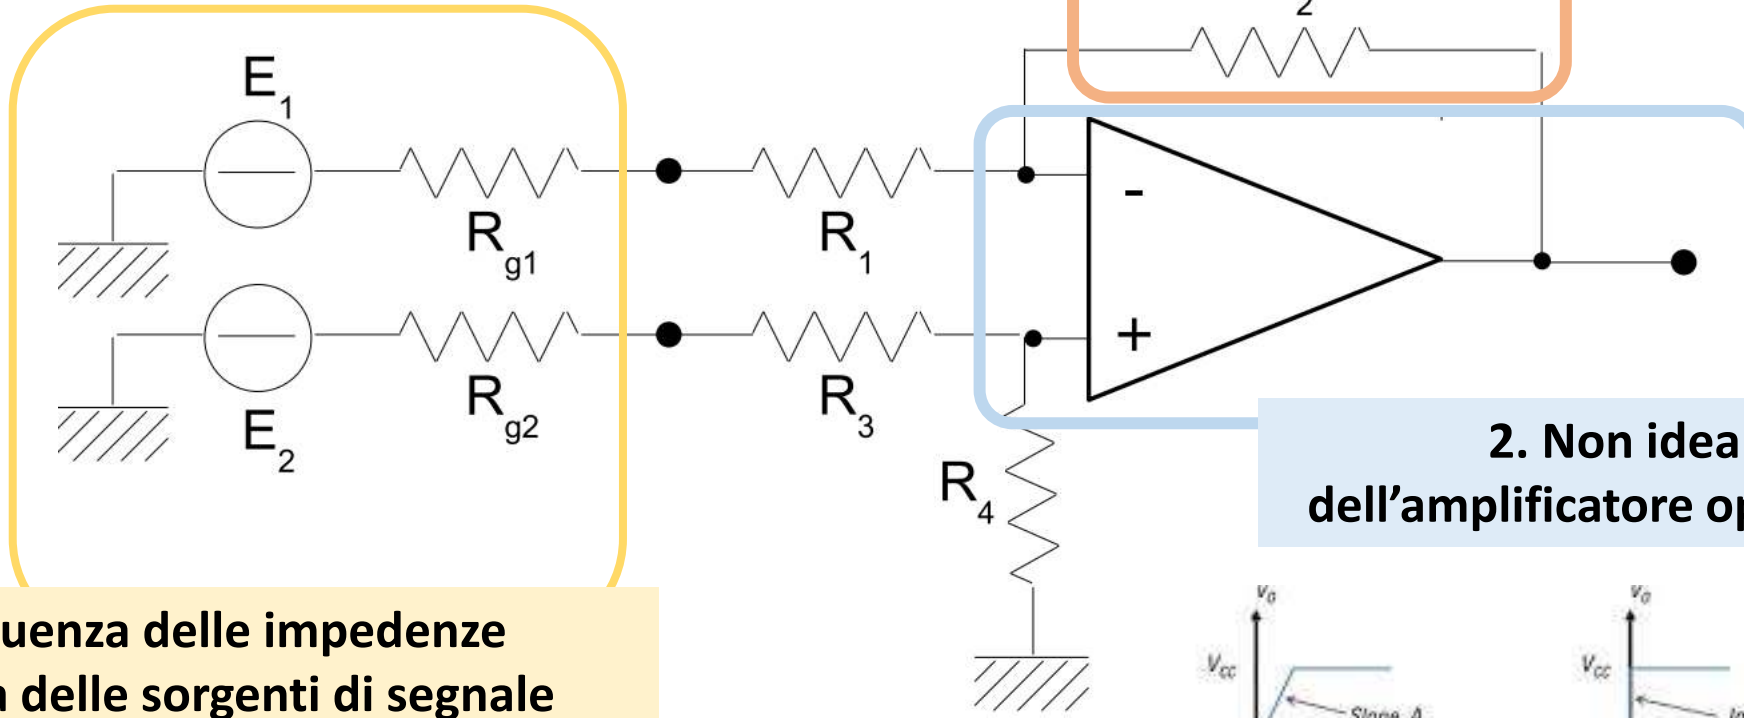 2
E1
Rg1
R1
-
+
Rg2
R3
E2
R4
2. Non idea
dell'amplificatore op
uenza delle impedenze
a delle sorgenti di segnale
vo
vo
VCC
VCC
Slope A